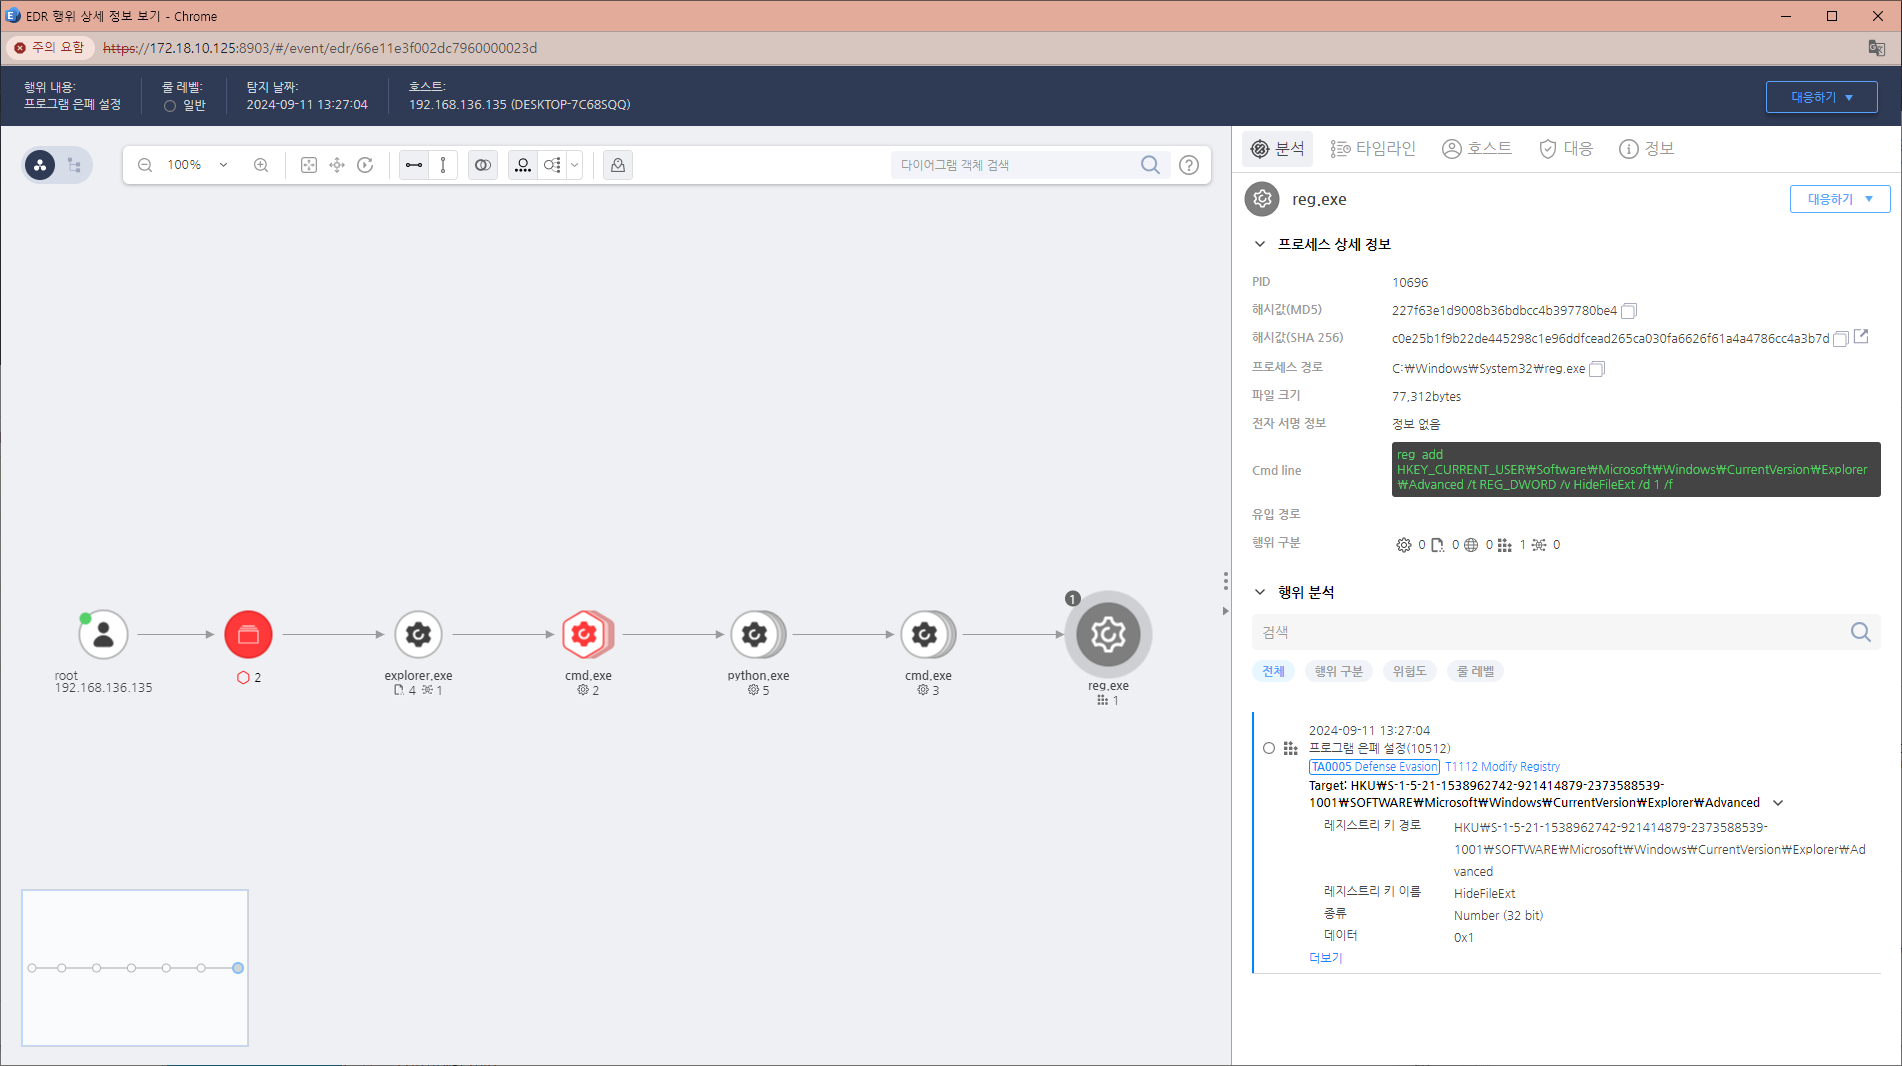 EDR 행위 상세 정보 보기 - Chrome
주의 요함
https://172.18.10.125:8903/#/event/edr/66e11e3f002dc7960000023d
행위 내용:
프로그램 은폐 설정
룰 레벨:
일반
탐지 날짜:
2024-09-11 13:27:04
호스트:
192.168.136.135 (DESKTOP-7C68SQQ)
대응하기
100%
다이어그램 객체 검색
분석
타임라인
호스트
대응
정보
reg.exe
대응하기
프로세스 상세 정보
PID
10696
해시값(MD5)
227f63e1d9008b36bdbcc4b397780be4
해시값(SHA 256)
c0e25b1f9b22de445298c1e96ddfcead265ca030fa6626f61a4a4786cc4a3b7d
프로세스 경로
C:₩Windows₩System32₩reg.exe
파일 크기
77,312bytes
전자 서명 정보
정보 없음
Cmd line
reg add
HKEY_CURRENT_USER₩Software₩Microsoft₩Windows₩CurrentVersion₩Explorer
₩Advanced /t REG_DWORD /v HideFileExt /d 1 /f
유입 경로
행위 구분
0 0 0 1 0
행위 분석
검색
전체
행위 구분
위험도
룰 레벨
2024-09-11 13:27:04
프로그램 은폐 설정(10512)
TA0005 Defense Evasion T1112 Modify Registry
Target: HKU₩S-1-5-21-1538962742-921414879-2373588539-
1001₩SOFTWARE₩Microsoft₩Windows₩CurrentVersion₩Explorer₩Advanced
레지스트리 키 경로
HKU₩S-1-5-21-1538962742-921414879-2373588539-
1001₩SOFTWARE₩Microsoft₩Windows₩CurrentVersion₩Explorer₩Ad
vanced
레지스트리 키 이름
HideFileExt
종류
Number (32 bit)
데이터
0x1
더보기
root
192.168.136.135
2
explorer.exe
4 1
cmd.exe
2
python.exe
5
cmd.exe
3
1
reg.exe
1